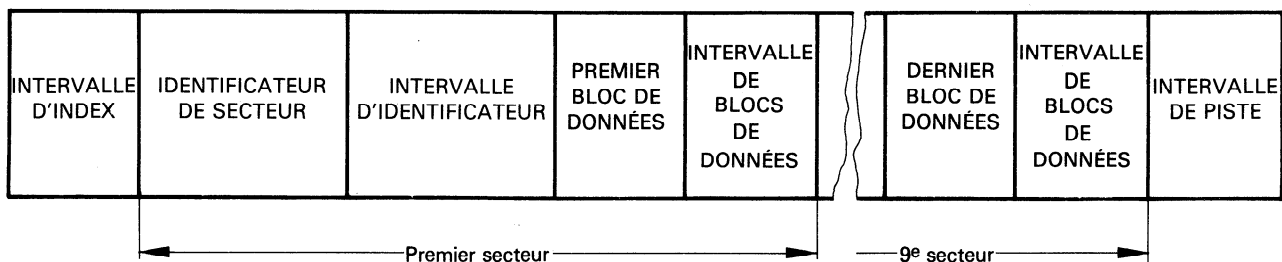 INTERVALLE
D'INDEX
IDENTIFICATEUR
DE SECTEUR
INTERVALLE
D'IDENTIFICATEUR
PREMIER
BLOC DE
DONNÉES
INTERVALLE
DE
BLOCS
DE
DONNÉES
DERNIER
BLOC DE
DONNÉES
INTERVALLE
DE
BLOCS
DE
DONNÉES
INTERVALLE
DE PISTE
Premier secteur
9e secteur